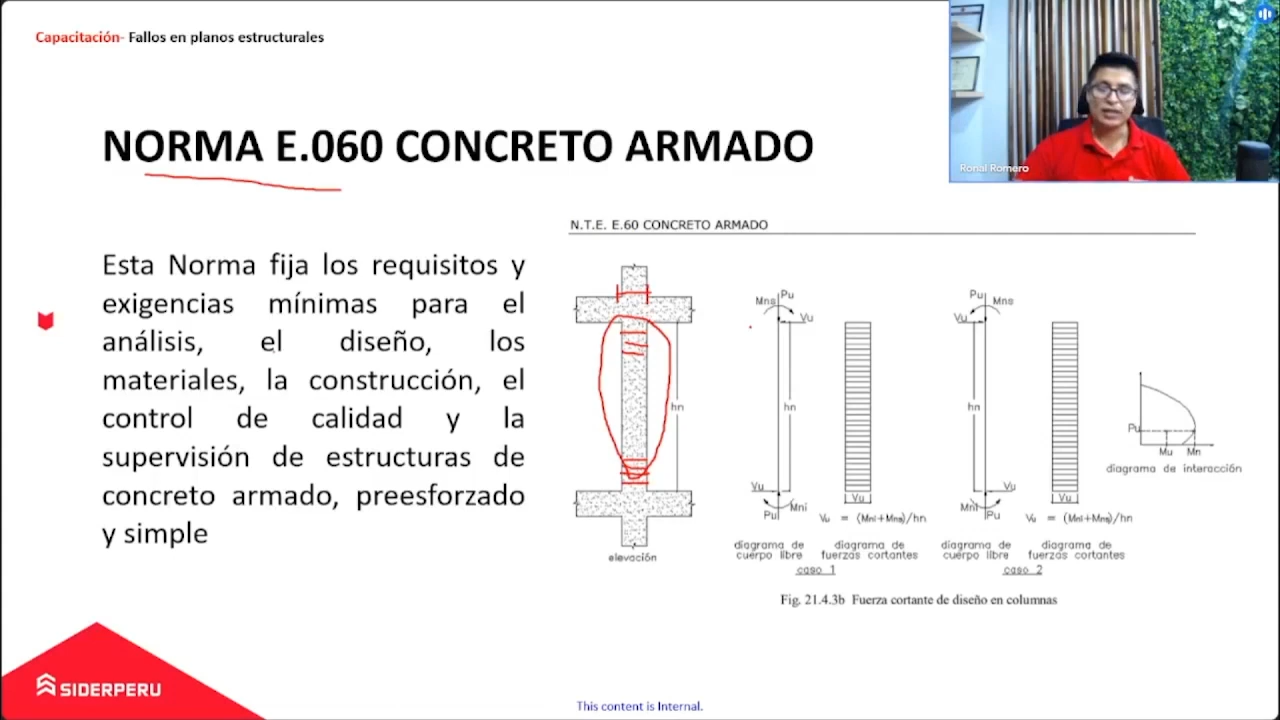 Capacitación- Fallos en planos estructurales
Ronal Romero
NORMA E.060 CONCRETO ARMADO
N.T.E. E.60 CONCRETO ARMADO
Esta Norma fija los requisitos y
exigencias mínimas para el
análisis, el diseño, los
materiales, la construcción, el
control de calidad y la
supervisión de estructuras de
concreto armado, preesforzado
y simple
hn
elevación
Mns Pu
Vu
hn
Vu
Mni
Pu
diagrama de
cuerpo libre
Vu
Vu = (Mni+Mns)/hn
diagrama de
fuerzas cortantes
caso 1
Pu Mns
Vu
hn
Vu
Mni
Pu
diagrama de
cuerpo libre
Vu
Vu = (Mni+Mns)/hn
diagrama de
fuerzas cortantes
caso 2
Pu
Mu Mn
diagrama de interacción
Fig. 21.4.3b Fuerza cortante de diseño en columnas
SIDERPERU
This content is Internal.